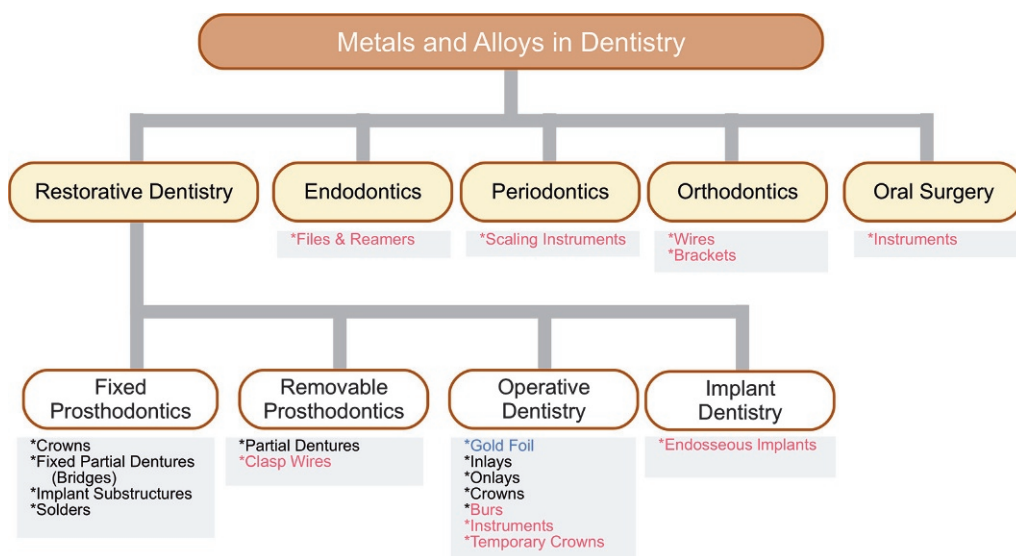 Metals and Alloys in Dentistry
Restorative Dentistry
Endodontics
*Files & Reamers
Periodontics
*Scaling Instruments
Orthodontics
*Wires
*Brackets
Oral Surgery
*Instruments
Fixed
Prosthodontics
*Crowns
*Fixed Partial Dentures
(Bridges)
*Implant Substructures
*Solders
Removable
Prosthodontics
*Partial Dentures
*Clasp Wires
Operative
Dentistry
*Gold Foil
*Inlays
*Onlays
*Crowns
*Burs
*Instruments
*Temporary Crowns
Implant
Dentistry
*Endosseous Implants